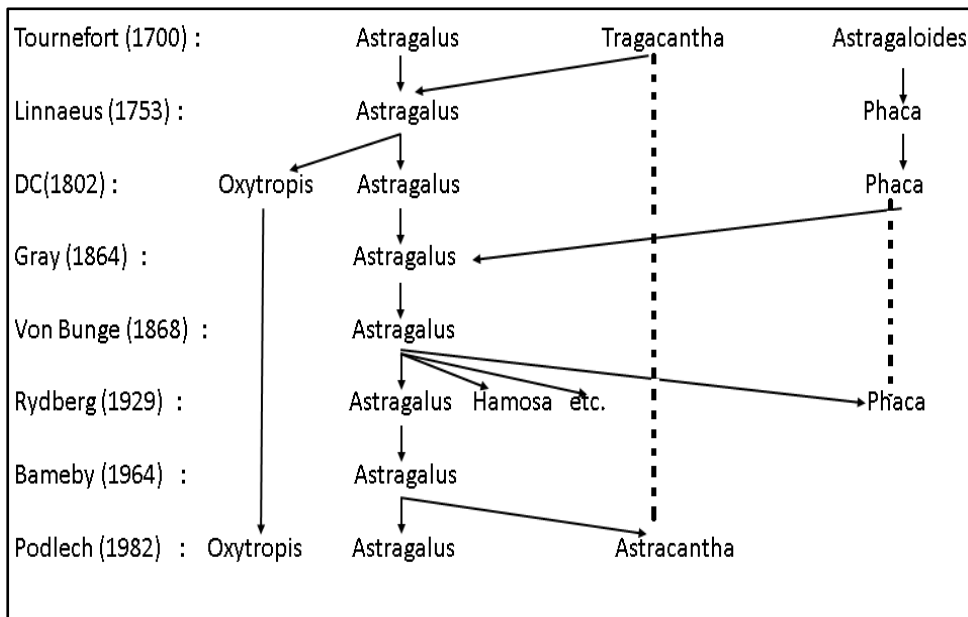 Tournefort (1700) : Astragalus Tragacantha Astragaloides
Linnaeus (1753) : Astragalus Phaca
DC(1802) : Oxytropis Astragalus Phaca
Gray (1864) : Astragalus
Von Bunge (1868) : Astragalus
Rydberg (1929) : Astragalus Hamosa etc. Phaca
Bameby (1964) : Astragalus
Podlech (1982) : Oxytropis Astragalus Astracantha